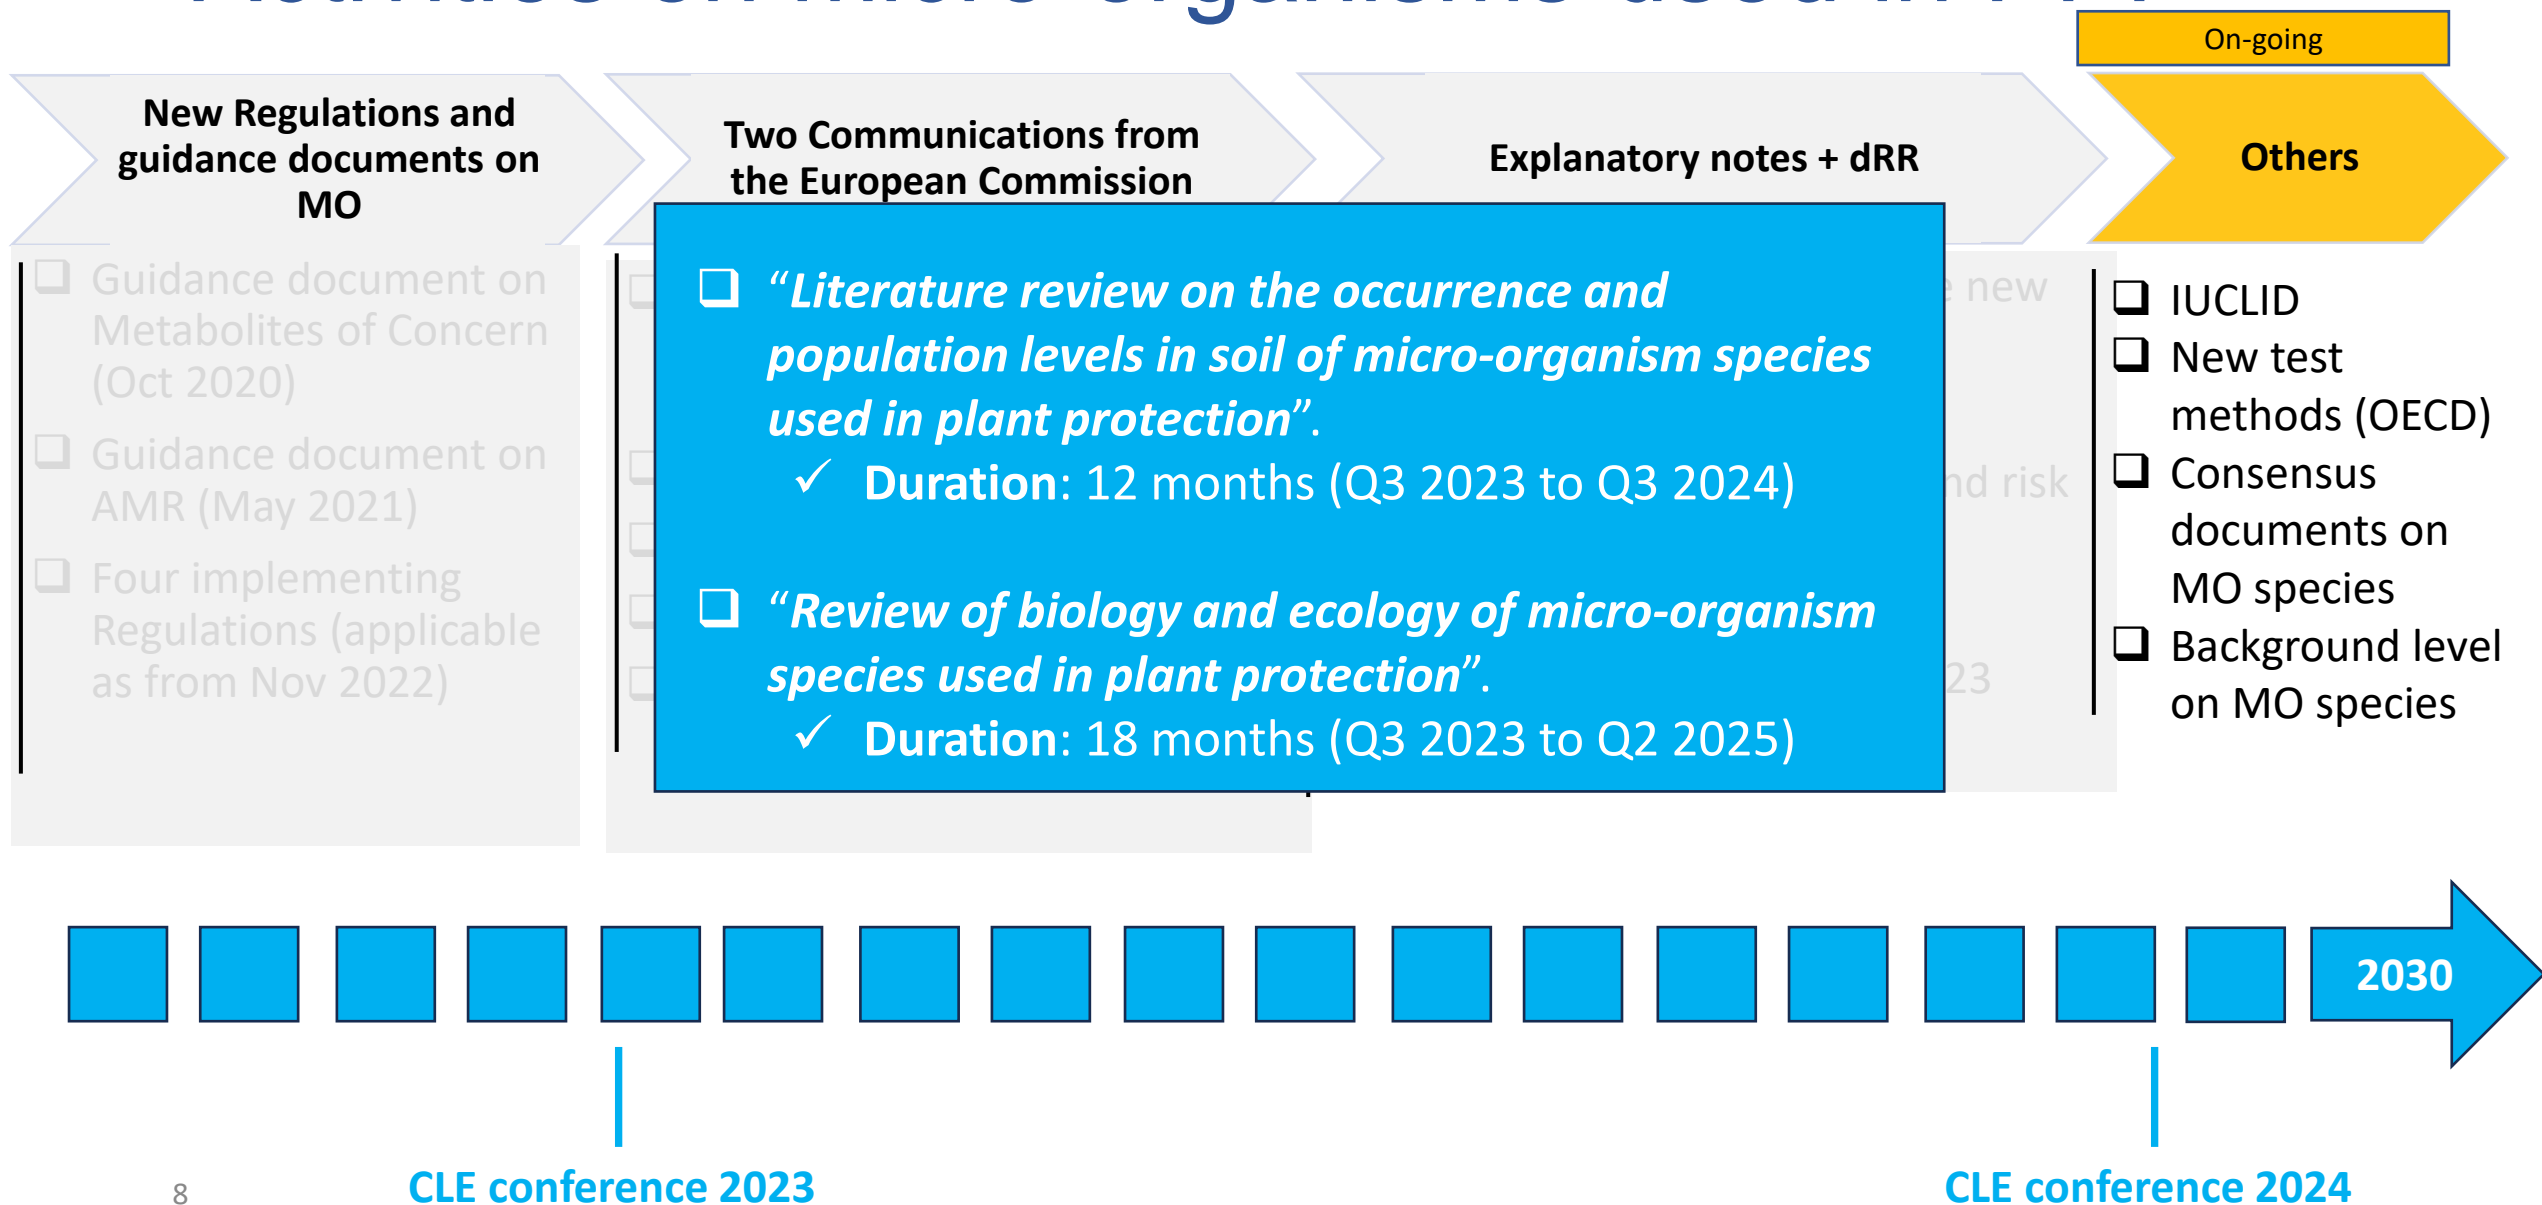 On-going
New Regulations and
guidance documents on
MO
Two Communications from
the European Commission
Explanatory notes + dRR
Others
❑ Guidance document on
Metabolites of Concern
(Oct 2020)
❑ Guidance document on
AMR (May 2021)
❑ Four implementing
Regulations (applicable
as from Nov 2022)
❑ “Literature review on the occurrence and
population levels in soil of micro-organism species
used in plant protection”.
✓ Duration: 12 months (Q3 2023 to Q3 2024)
❑ “Review of biology and ecology of micro-organism
species used in plant protection”.
✓ Duration: 18 months (Q3 2023 to Q2 2025)
new
risk
23
❑ IUCLID
❑ New test
methods (OECD)
❑ Consensus
documents on
MO species
❑ Background level
on MO species
2030
CLE conference 2023
CLE conference 2024
8